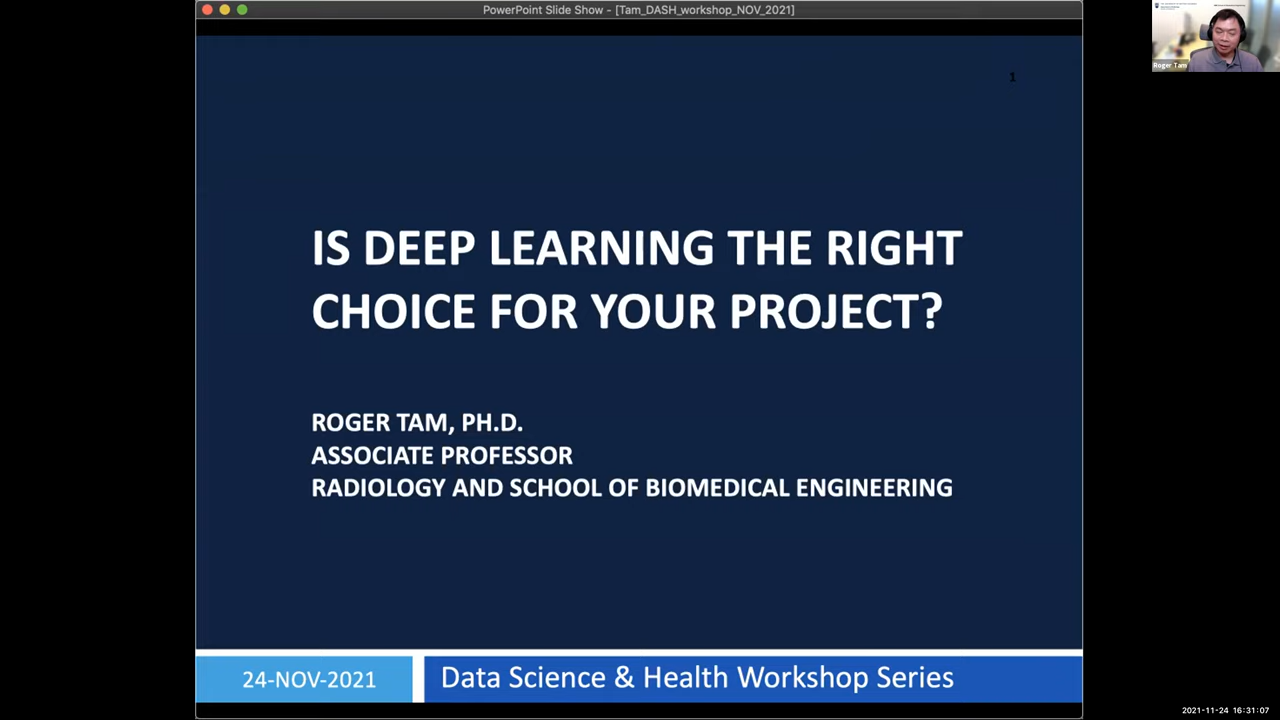 PowerPoint Slide Show - [Tam_DASH_workshop_NOV_2021]
Roger Tam
1
IS DEEP LEARNING THE RIGHT
CHOICE FOR YOUR PROJECT?
ROGER TAM, PH.D.
ASSOCIATE PROFESSOR
RADIOLOGY AND SCHOOL OF BIOMEDICAL ENGINEERING
24-NOV-2021
Data Science & Health Workshop Series
2021-11-24 16:31:07